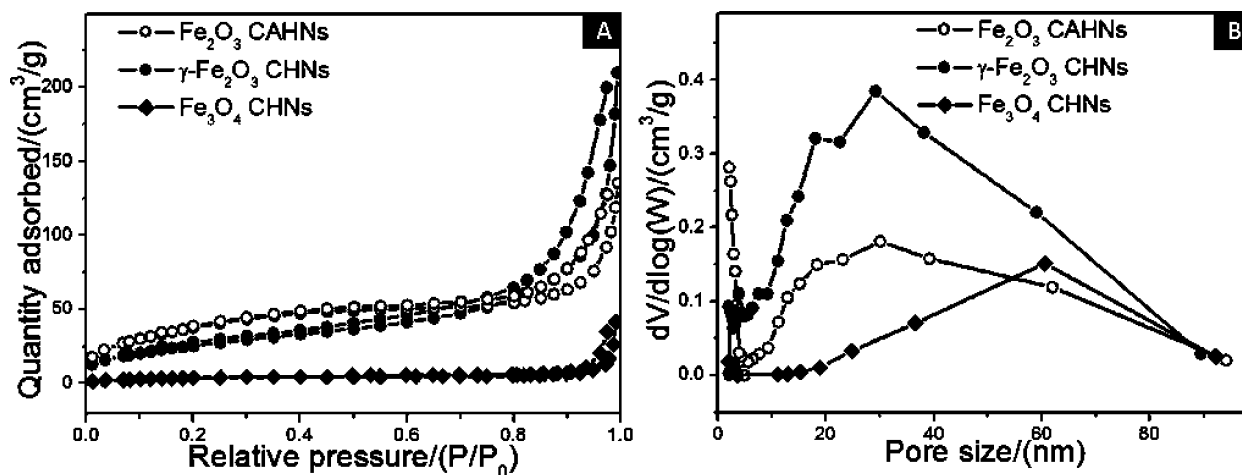 A
Fe₂O₃ CAHNs
γ-Fe₂O₃ CHNs
Fe₃O₄ CHNs
Quantity adsorbed/(cm³/g)
200
150
100
50
0
0.0
0.2
0.4
0.6
0.8
1.0
Relative pressure/(P/P₀)
B
Fe₂O₃ CAHNs
γ-Fe₂O₃ CHNs
Fe₃O₄ CHNs
dV/dlog(W)/(cm³/g)
0.4
0.3
0.2
0.1
0.0
0
20
40
60
80
Pore size/(nm)